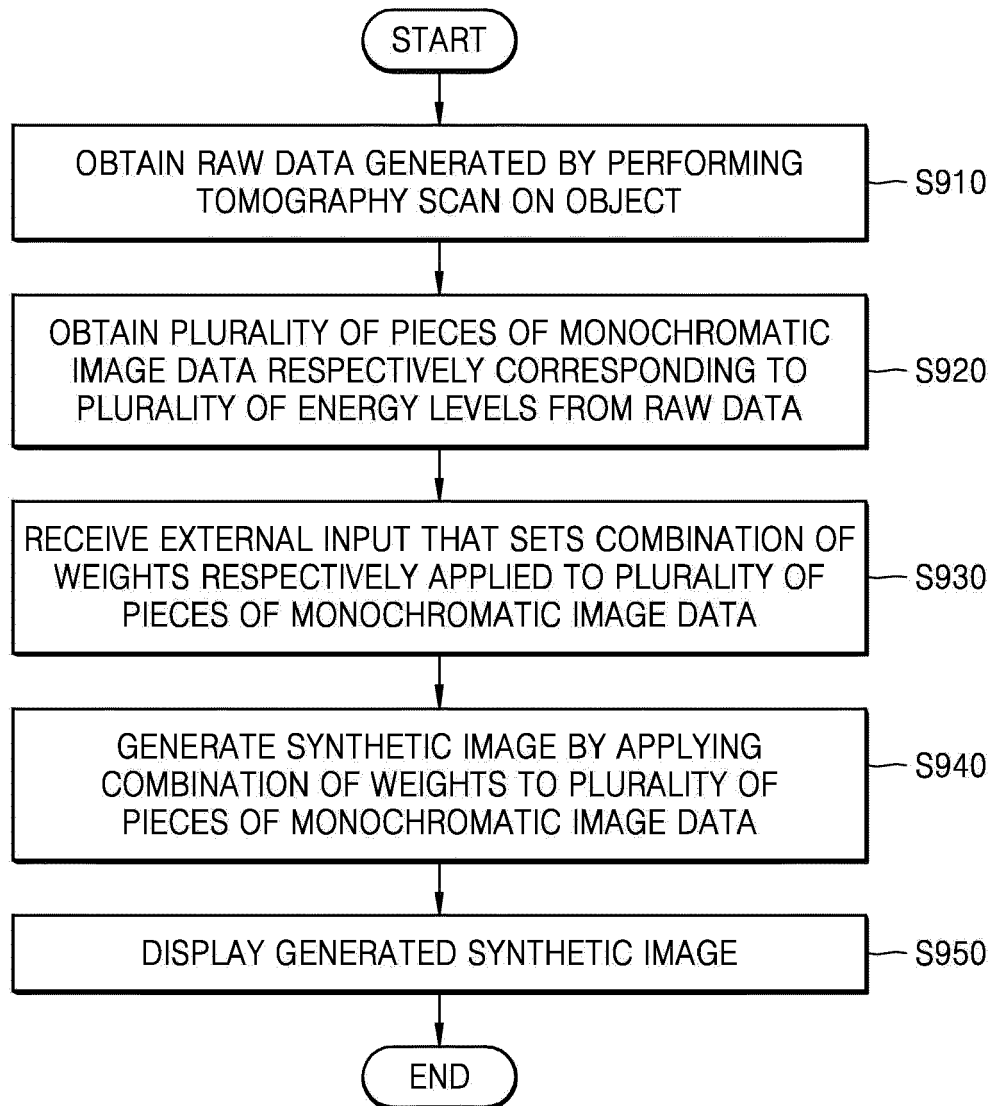 START
OBTAIN RAW DATA GENERATED BY PERFORMING
TOMOGRAPHY SCAN ON OBJECT
S910
OBTAIN PLURALITY OF PIECES OF MONOCHROMATIC
IMAGE DATA RESPECTIVELY CORRESPONDING TO
PLURALITY OF ENERGY LEVELS FROM RAW DATA
S920
RECEIVE EXTERNAL INPUT THAT SETS COMBINATION OF
WEIGHTS RESPECTIVELY APPLIED TO PLURALITY OF
PIECES OF MONOCHROMATIC IMAGE DATA
S930
GENERATE SYNTHETIC IMAGE BY APPLYING
COMBINATION OF WEIGHTS TO PLURALITY OF
PIECES OF MONOCHROMATIC IMAGE DATA
S940
DISPLAY GENERATED SYNTHETIC IMAGE
S950
END